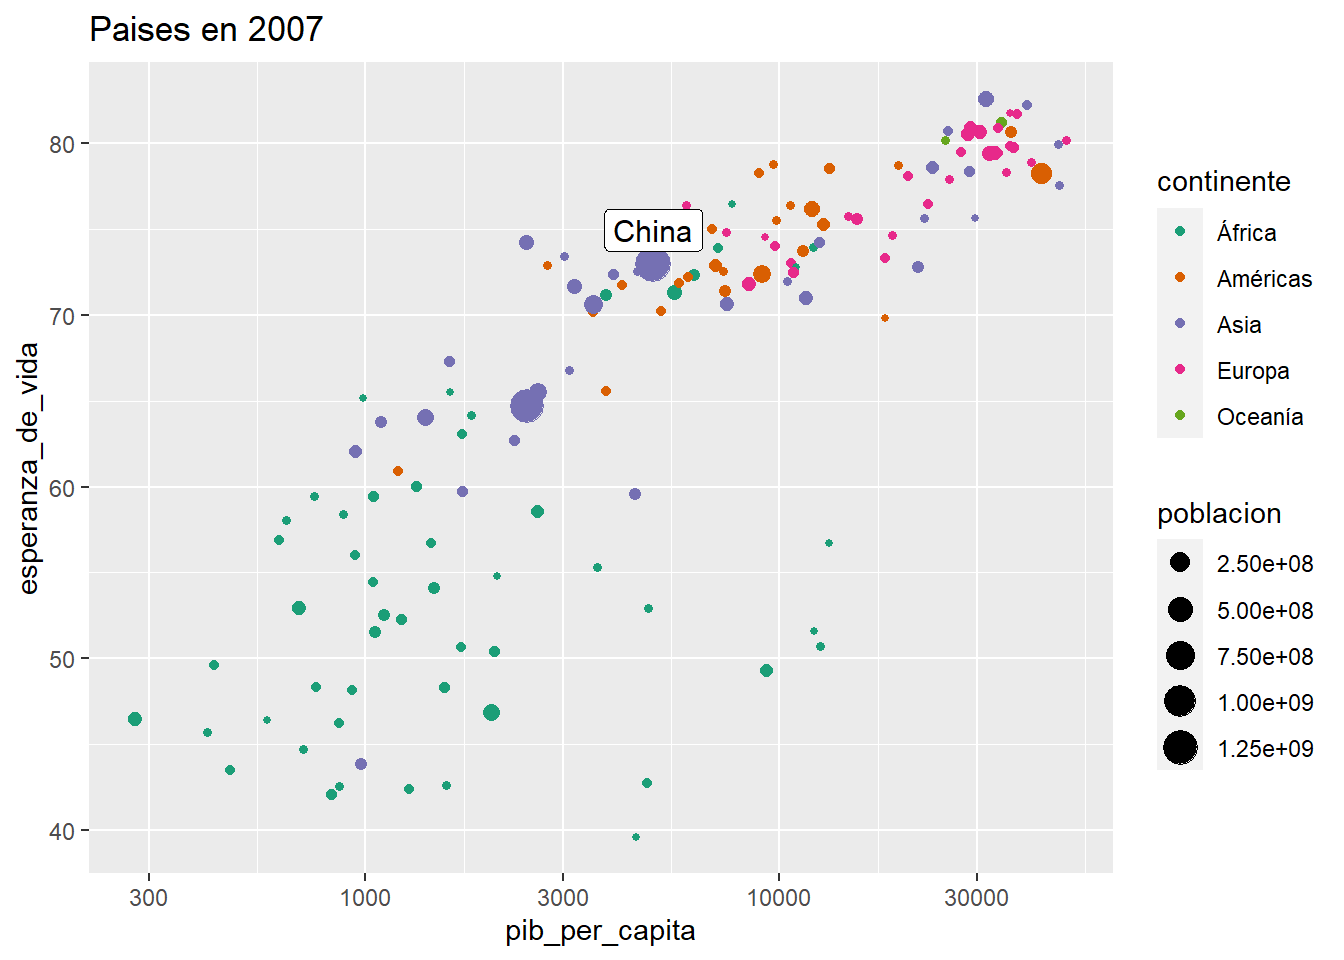 Paises en 2007
esperanza_de_vida
80
70
60
50
40
China
300
1000
3000
10000
30000
pib_per_capita
continente
África
Américas
Asia
Europa
Oceanía
poblacion
2.50e+08
5.00e+08
7.50e+08
1.00e+09
1.25e+09